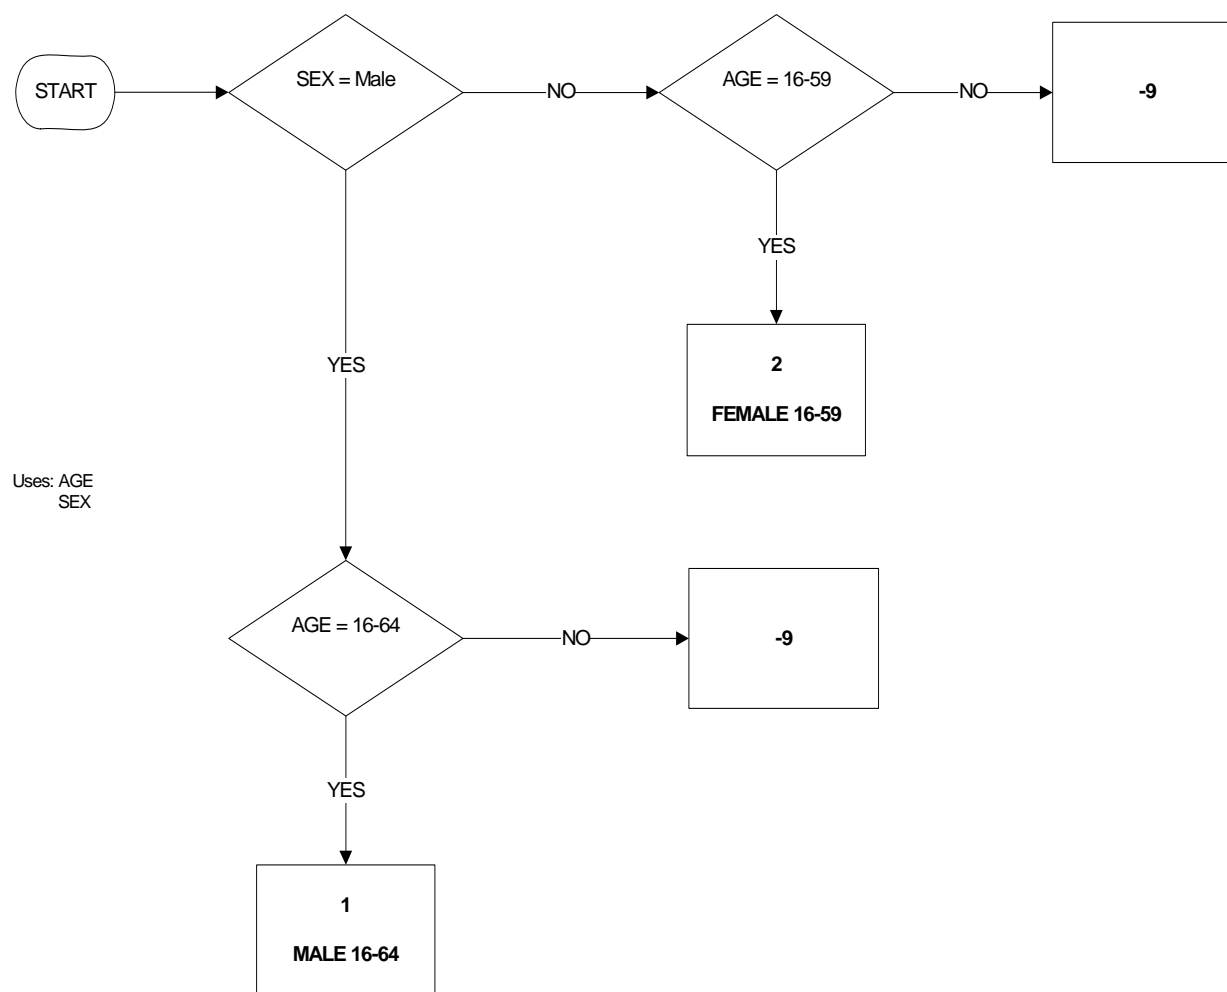 START
SEX = Male
NO
AGE = 16-59
NO
-9
YES
2
FEMALE 16-59
YES
Uses: AGE
SEX
AGE = 16-64
NO
-9
YES
1
MALE 16-64